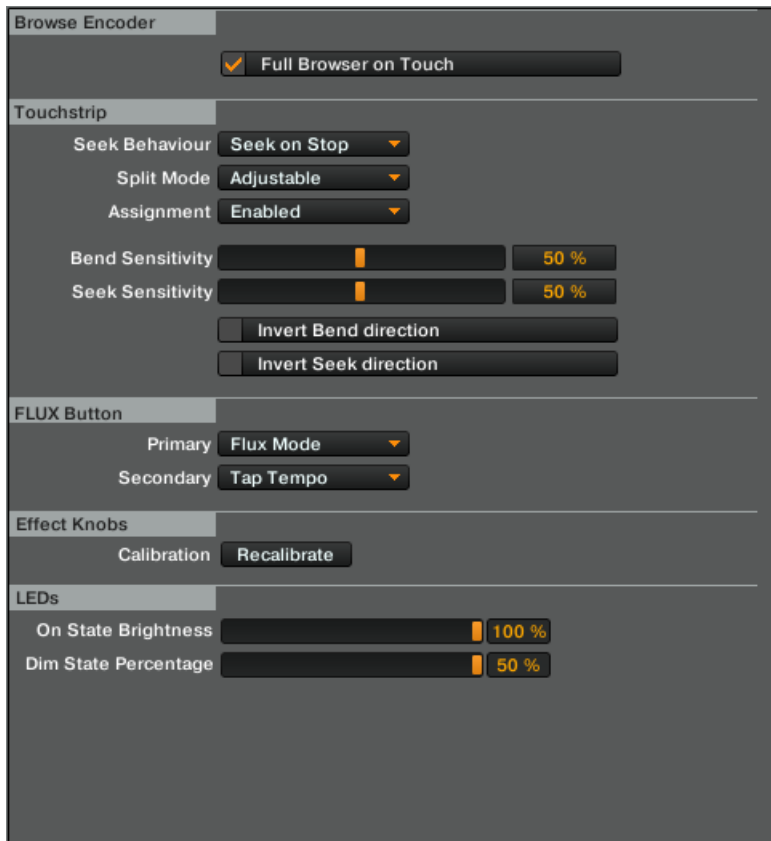 Browse Encoder
Full Browser on Touch
Touchstrip
Seek Behaviour Seek on Stop
Split Mode Adjustable
Assignment Enabled
Bend Sensitivity 50 %
Seek Sensitivity 50 %
Invert Bend direction
Invert Seek direction
FLUX Button
Primary Flux Mode
Secondary Tap Tempo
Effect Knobs
Calibration Recalibrate
LEDs
On State Brightness 100 %
Dim State Percentage 50 %